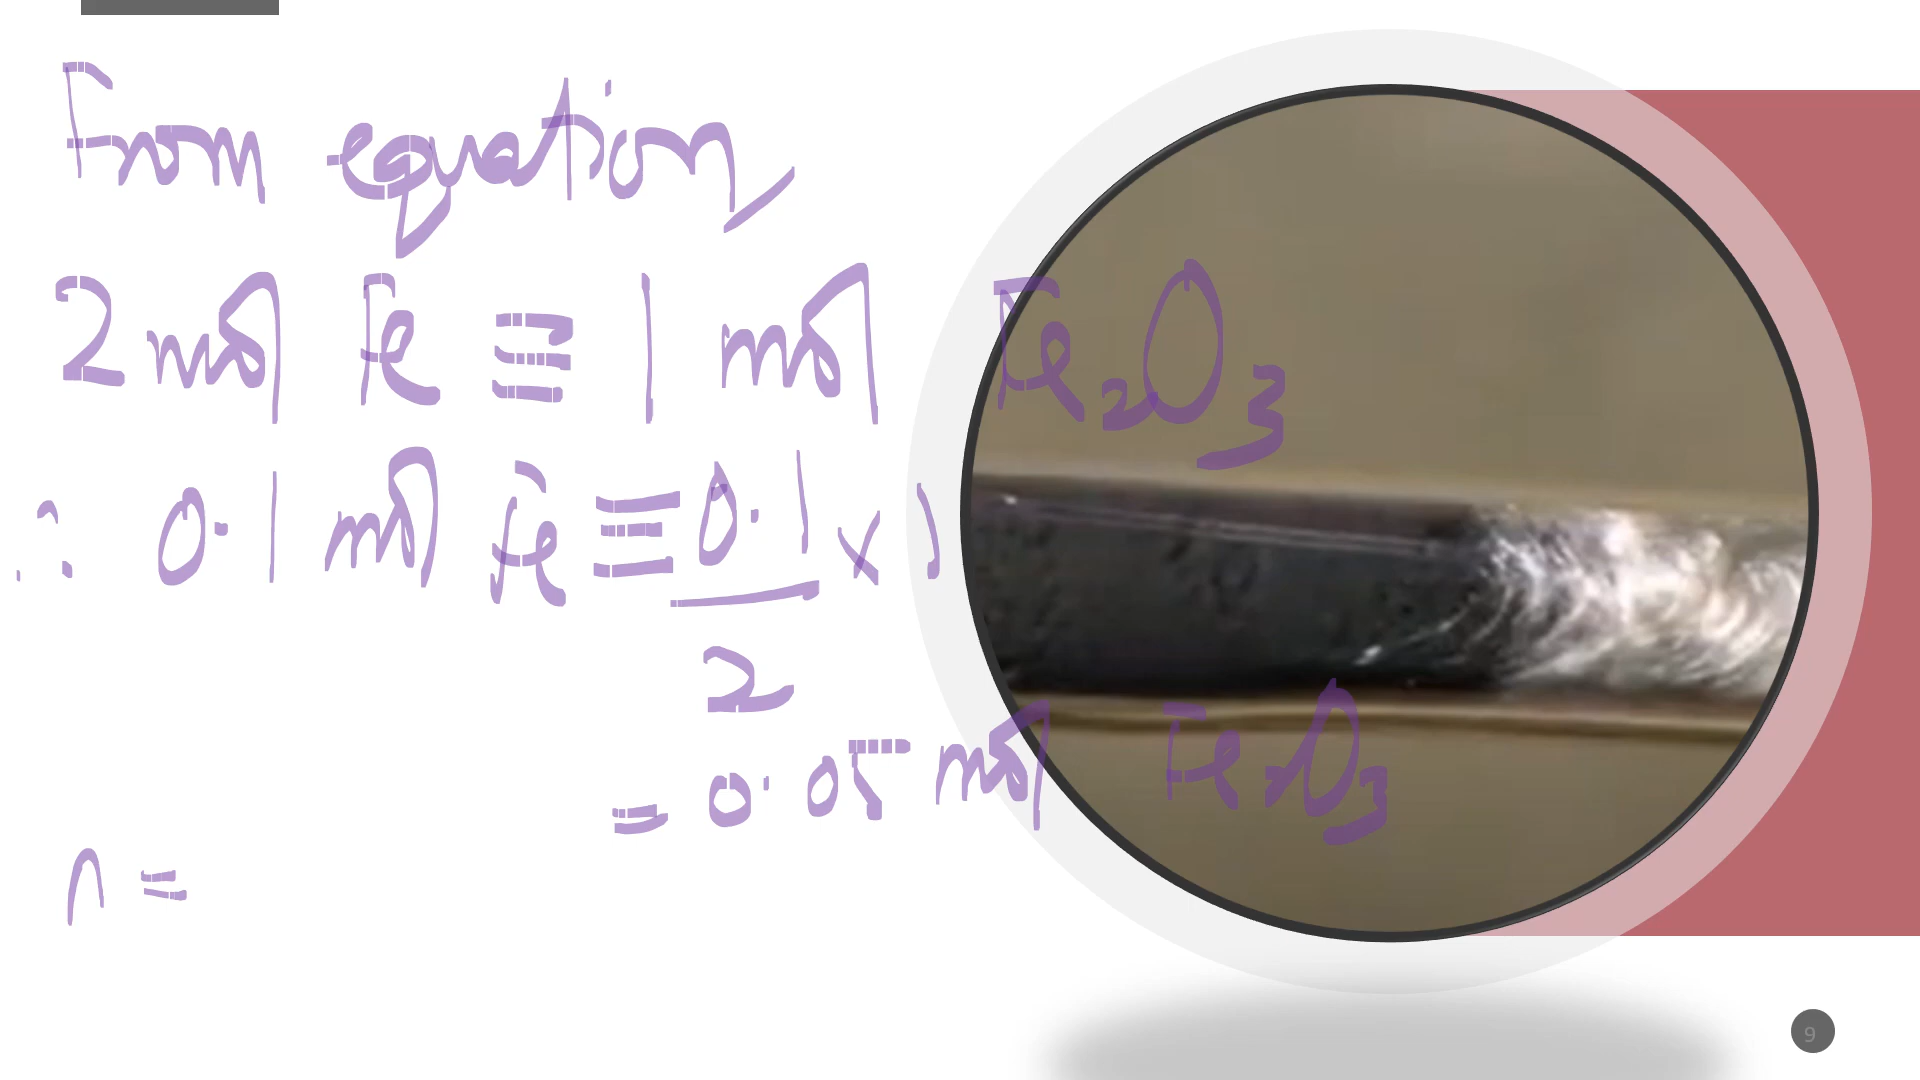 From equation,
2 mol Fe ≡ 1 mol Fe2O3
∴ 0.1 mol Fe ≡ 0.1 x 1
2
= 0.05 mol Fe2O3
n =
9